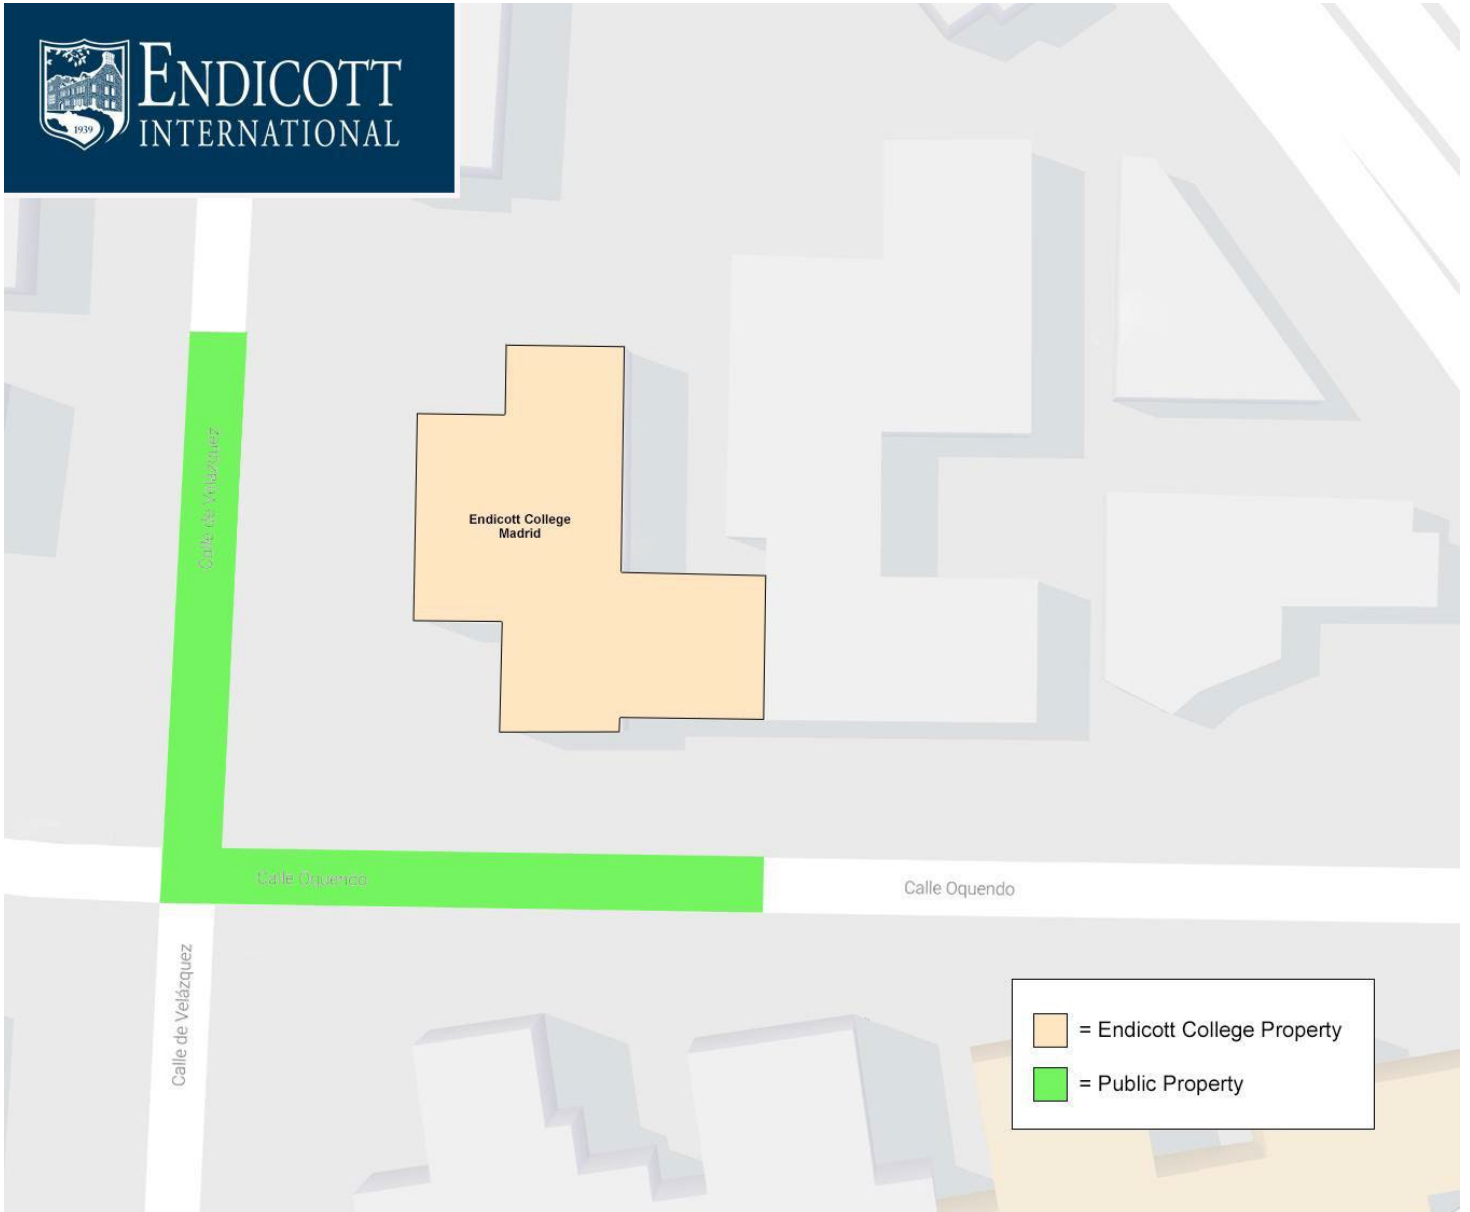 ENDICOTT
INTERNATIONAL
1939
Calle de Velázquez
Endicott College
Madrid
Calle Oquendo
Calle Oquendo
Calle de Velázquez
= Endicott College Property
= Public Property